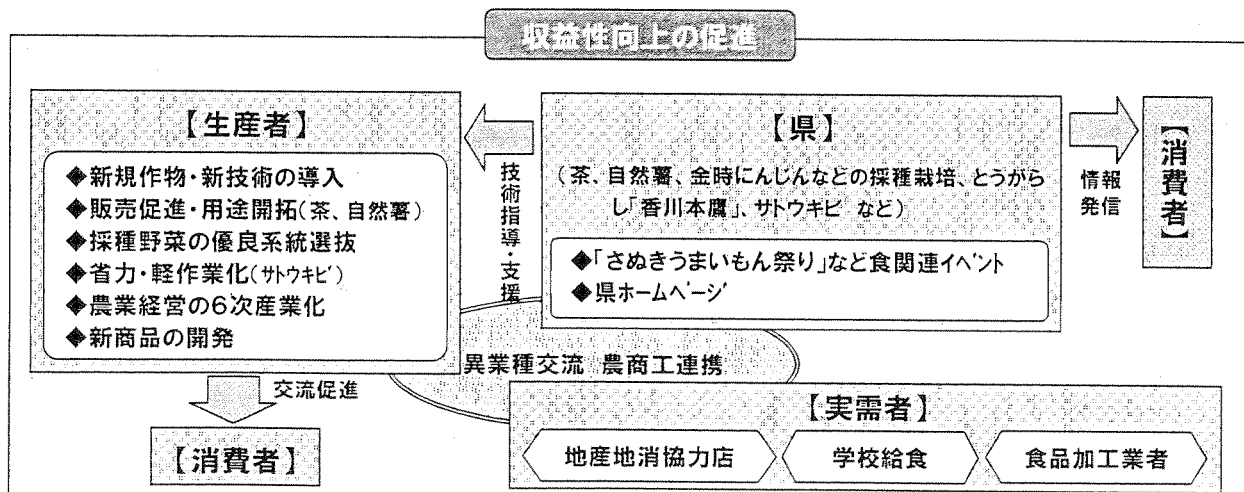 収益性向上の促進
【生産者】
◆新規作物・新技術の導入
◆販売促進・用途開拓(茶、自然薯)
◆採種野菜の優良系統選抜
◆省力・軽作業化(サトウキビ)
◆農業経営の6次産業化
◆新商品の開発
技術指導・支援
【県】
(茶、自然薯、金時にんじんなどの採種栽培、とうがら
し「香川本鷹」、サトウキビ など)
◆「さぬきうまいもん祭り」など食関連イベント
◆県ホームページ
情報
発信
【消費者】
異業種交流 農商工連携
交流促進
【消費者】
【実需者】
地産地消協力店
学校給食
食品加工業者